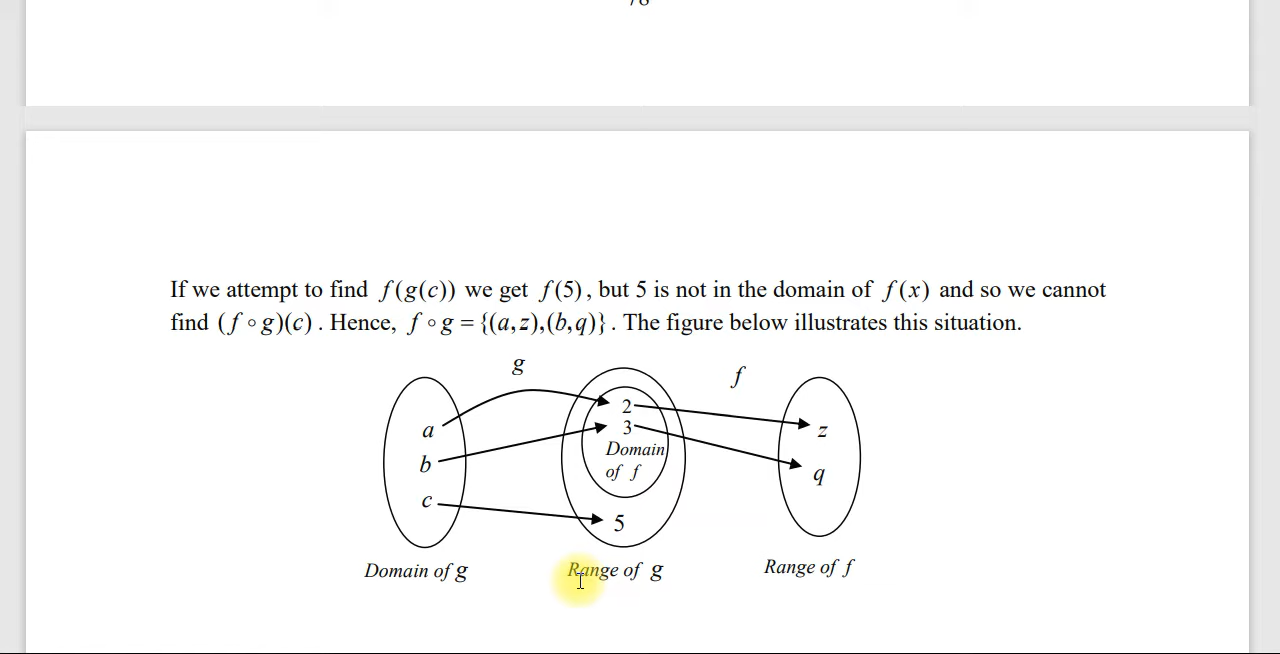 If we attempt to find f(g(c)) we get f(5), but 5 is not in the domain of f(x) and so we cannot
find (f∘g)(c). Hence, f∘g = {(a,z),(b,q)}. The figure below illustrates this situation.
g
f
a
b
c
2
3
Domain
of f
5
z
q
Domain of g
Range of g
Range of f